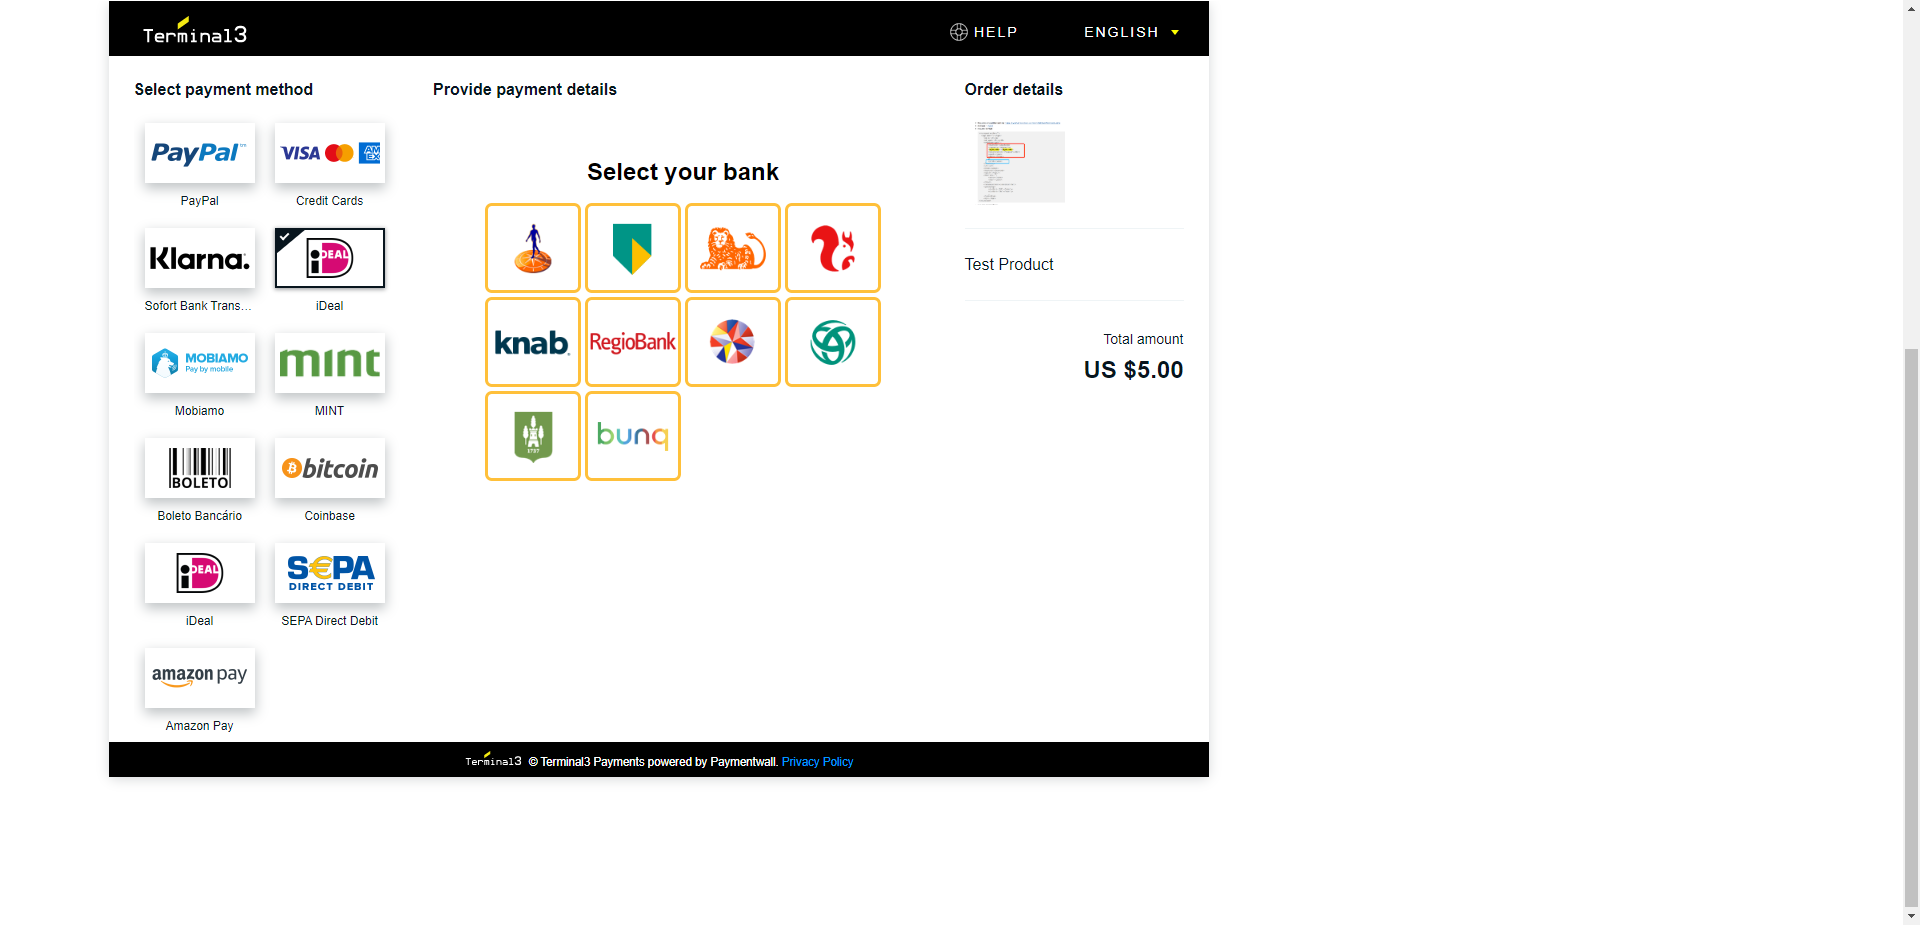 Terminal3
HELP
ENGLISH
Select payment method
Provide payment details
Order details
PayPal™
VISA
AM
EX
PayPal
Credit Cards
Klarna.
iDEAL
Sofort Bank Trans...
iDeal
MOBIAMO
Pay by mobile
mint
Mobiamo
MINT
BOLETO
bitcoin
Boleto Bancário
Coinbase
iDEAL
S€PA
DIRECT DEBIT
iDeal
SEPA Direct Debit
amazon pay
Amazon Pay
Select your bank
knab.
RegioBank
1737
bunq
Test Product
Total amount
US $5.00
Terminal3 © Terminal3 Payments powered by Paymentwall. Privacy Policy